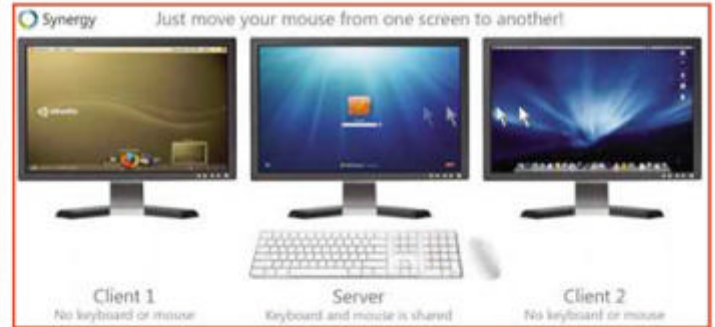 Synergy
Just move your mouse from one screen to another!
Client 1
No keyboard or mouse
Server
Keyboard and mouse is shared
Client 2
No keyboard or mouse